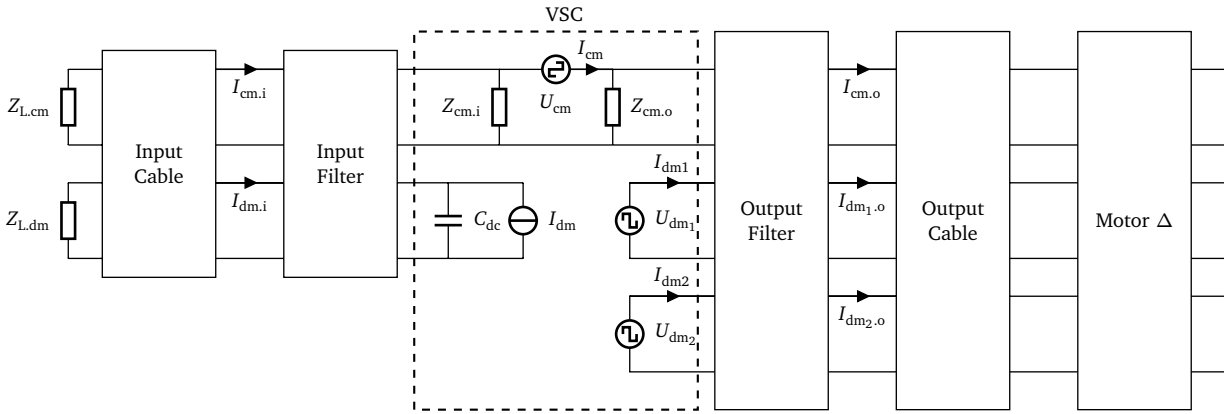 VSC
I_cm
I_cm.i
I_cm.o
Z_L.cm
Z_cm.i
U_cm
Z_cm.o
Input
Cable
Input
Filter
I_dm1
Z_L.dm
I_dm.i
C_dc
I_dm
U_dm1
I_dm1.o
Output
Filter
Output
Cable
Motor Δ
I_dm2
U_dm2
I_dm2.o